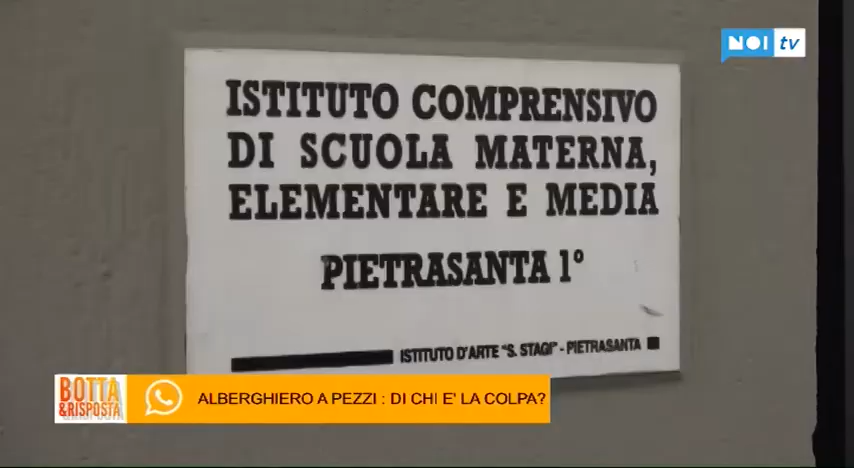 NOI tv
ISTITUTO COMPRENSIVO
DI SCUOLA MATERNA,
ELEMENTARE E MEDIA
PIETRASANTA 1°
ISTITUTO D'ARTE "S. STAGI" - PIETRASANTA
BOTTA
&RISPOSTA
ALBERGHIERO A PEZZI : DI CHI E' LA COLPA?